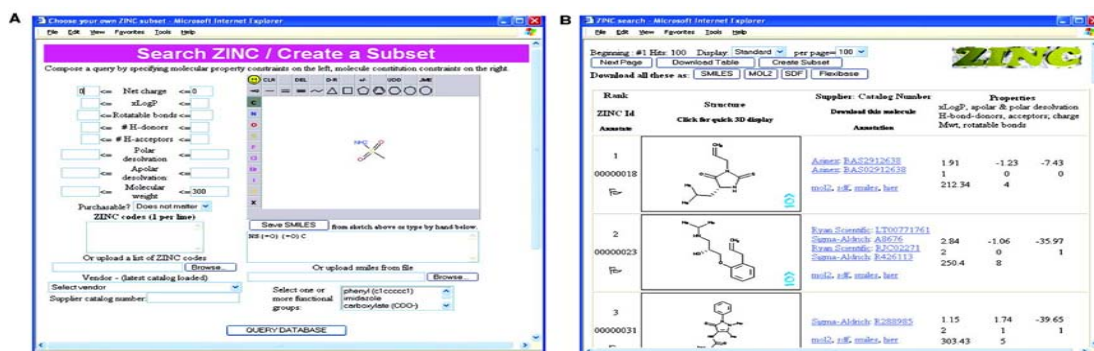 A
Choose your own ZINC subset - Microsoft Internet Explorer
File Edit View Favorites Tools Help
Search ZINC / Create a Subset
Compose a query by specifying molecular property constraints on the left, molecule constitution constraints on the right.
0 <= Net charge <= 0
<= xLogP <=
<= Rotatable bonds <=
<= # H-donors <=
<= # H-acceptors <=
<= Polar desolvation <=
<= Apolar desolvation <=
<= Molecular weight <= 300
Purchasable? Does not matter
ZINC codes (1 per line)
Or upload a list of ZINC codes
Browse...
Vendor - (latest catalog loaded)
Select vendor
Supplier catalog number:
CLR DEL D-R UDO JME
C
N
O
S
F
Cl
Br
I
X
Save SMILES from sketch above or type by hand below:
Or upload smiles from file
Browse...
Select one or more functional groups:
phenyl (c1ccccc1)
imidazole
carboxylate (COO-)
QUERY DATABASE
B
ZINC search - Microsoft Internet Explorer
File Edit View Favorites Tools Help
Beginning: #1 Hits: 100 Display: Standard per page= 100
ZINC
Next Page Download Table Create Subset
Download all these as: SMILES MOL2 SDF Flexibase
Rank
ZINC Id
Annotate
Structure
Click for quick 3D display
Supplier: Catalog Number
Download this molecule
Annotation
Properties
xLogP, apolar & polar desolvation
H-bond-donors, acceptors, charge
Mwt, rotatable bonds
1
00000018
Asinex: BAS2912638
Asinex: BAS02912638
mol2, sdf, smiles, hier
1.91 -1.23 -7.43
1 0 0
212.34 4
2
00000023
Ryan Scientific: LT00771761
Sigma-Aldrich: A8676
Ryan Scientific: RJC02271
Sigma-Aldrich: R426113
mol2, sdf, smiles, hier
2.84 -1.06 -35.97
2 0 1
250.4 8
3
00000031
Sigma-Aldrich: R288985
mol2, sdf, smiles, hier
1.15 1.74 -39.65
2 1 1
303.43 5